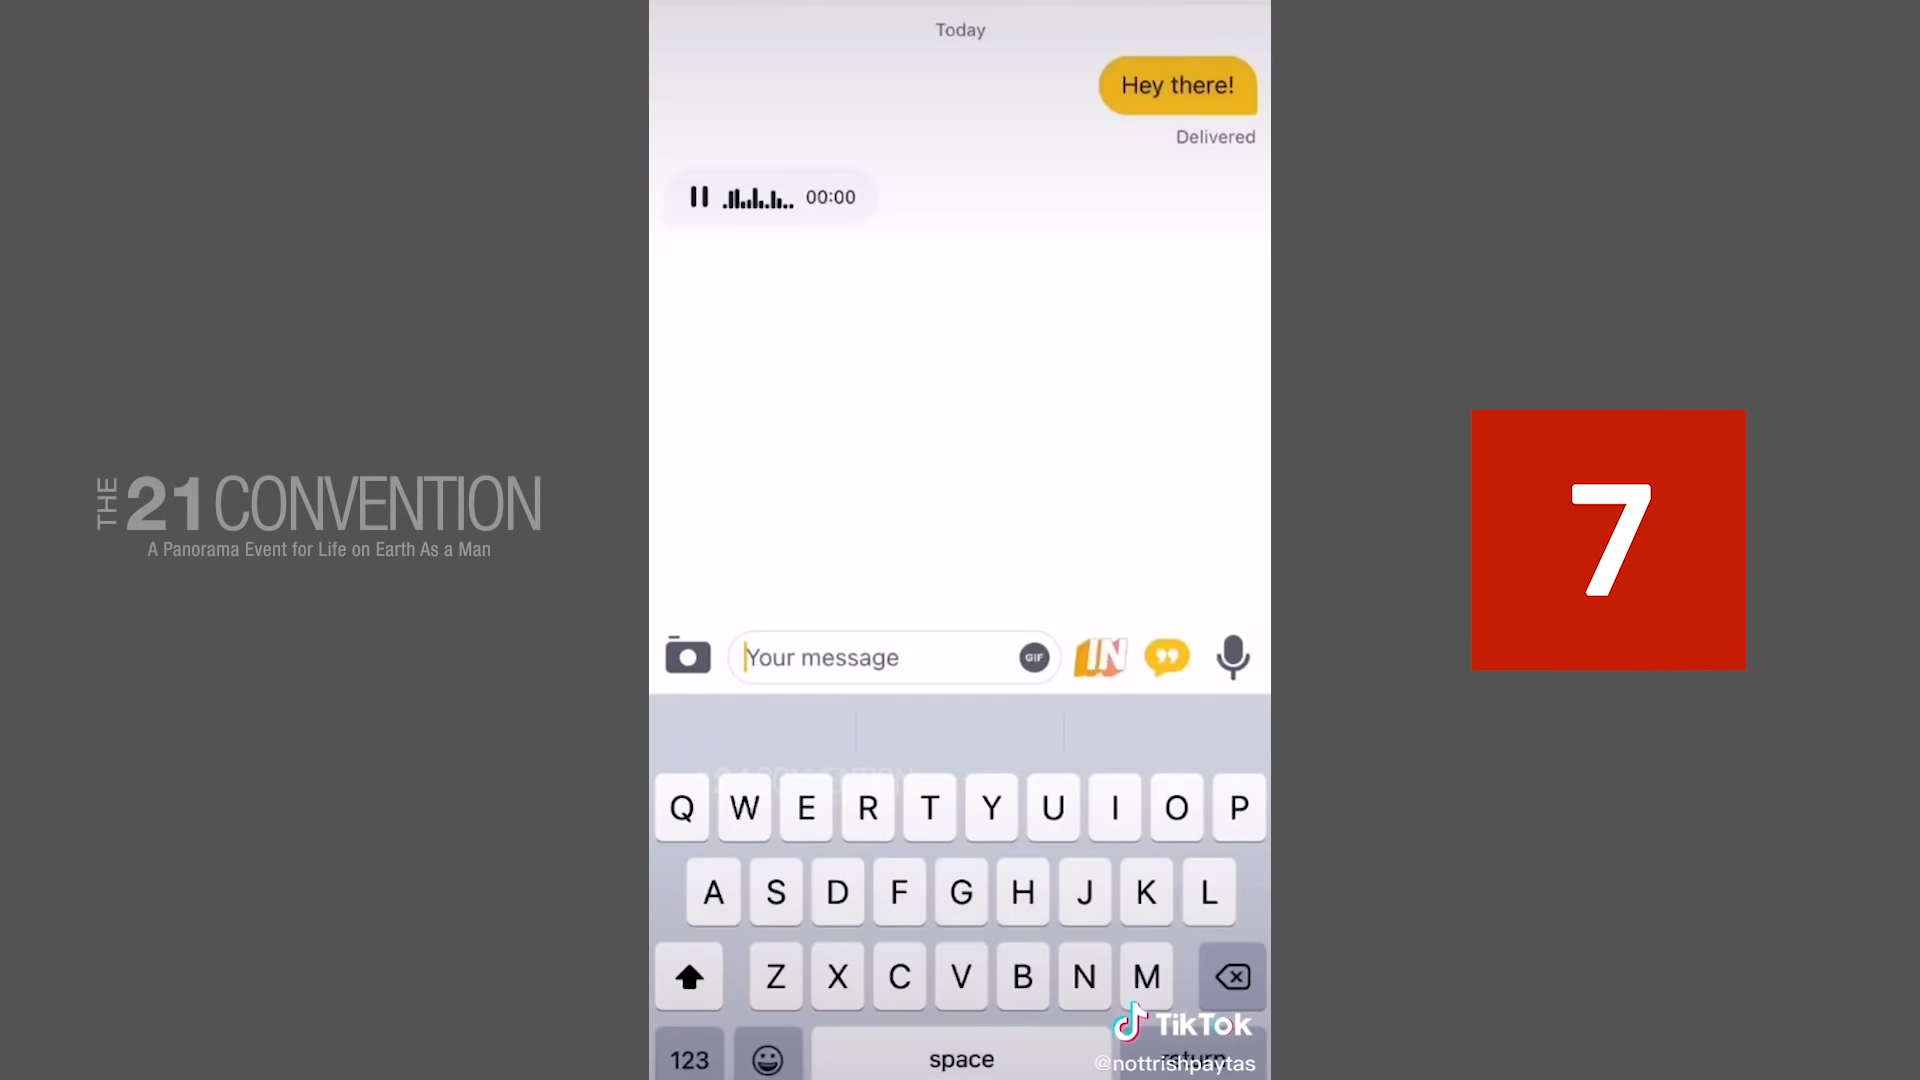 Today
Hey there!
Delivered
00:00
THE 21 CONVENTION
A Panorama Event for Life on Earth As a Man
7
Your message
GIF
IN
Q W E R T Y U I O P
A S D F G H J K L
Z X C V B N M
TikTok
123
space
return
@nottrishpaytas